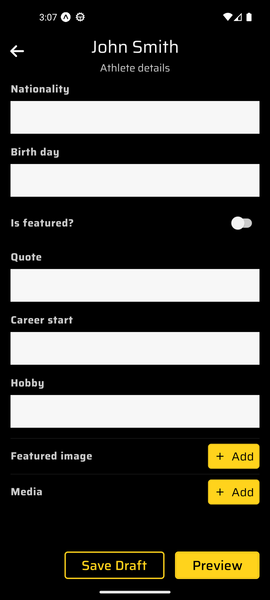 3:07
John Smith
Athlete details
Nationality
Birth day
Is featured?
Quote
Career start
Hobby
Featured image
+ Add
Media
+ Add
Save Draft
Preview